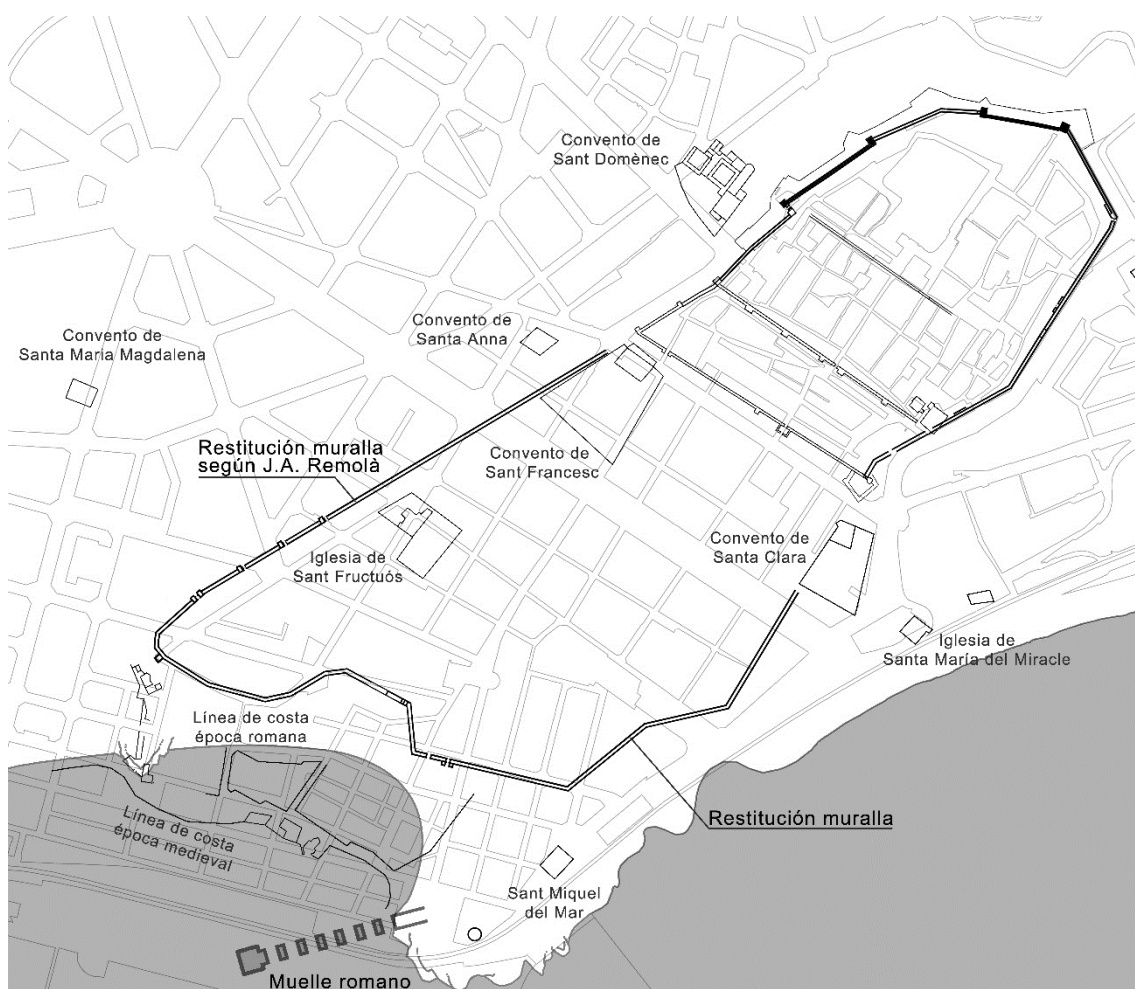 Convento de
Sant Domènec
Convento de
Santa Anna
Convento de
Santa María Magdalena
Restitución muralla
según J.A. Remolà
Convento de
Sant Francesc
Convento de
Santa Clara
Iglesia de
Sant Fructuós
Iglesia de
Santa María del Miracle
Línea de costa
época romana
Línea de costa
época medieval
Restitución muralla
Sant Miquel
del Mar
Muelle romano